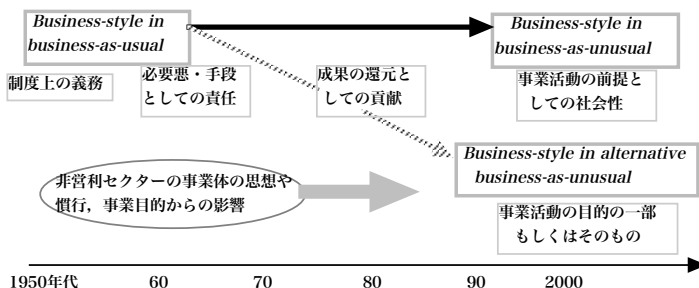 Business-style in
business-as-usual
Business-style in
business-as-unusual
制度上の義務
必要悪・手段
としての責任
成果の還元と
しての貢献
事業活動の前提と
しての社会性
Business-style in alternative
business-as-unusual
非営利セクターの事業体の思想や
慣行，事業目的からの影響
事業活動の目的の一部
もしくはそのもの
1950年代 60 70 80 90 2000